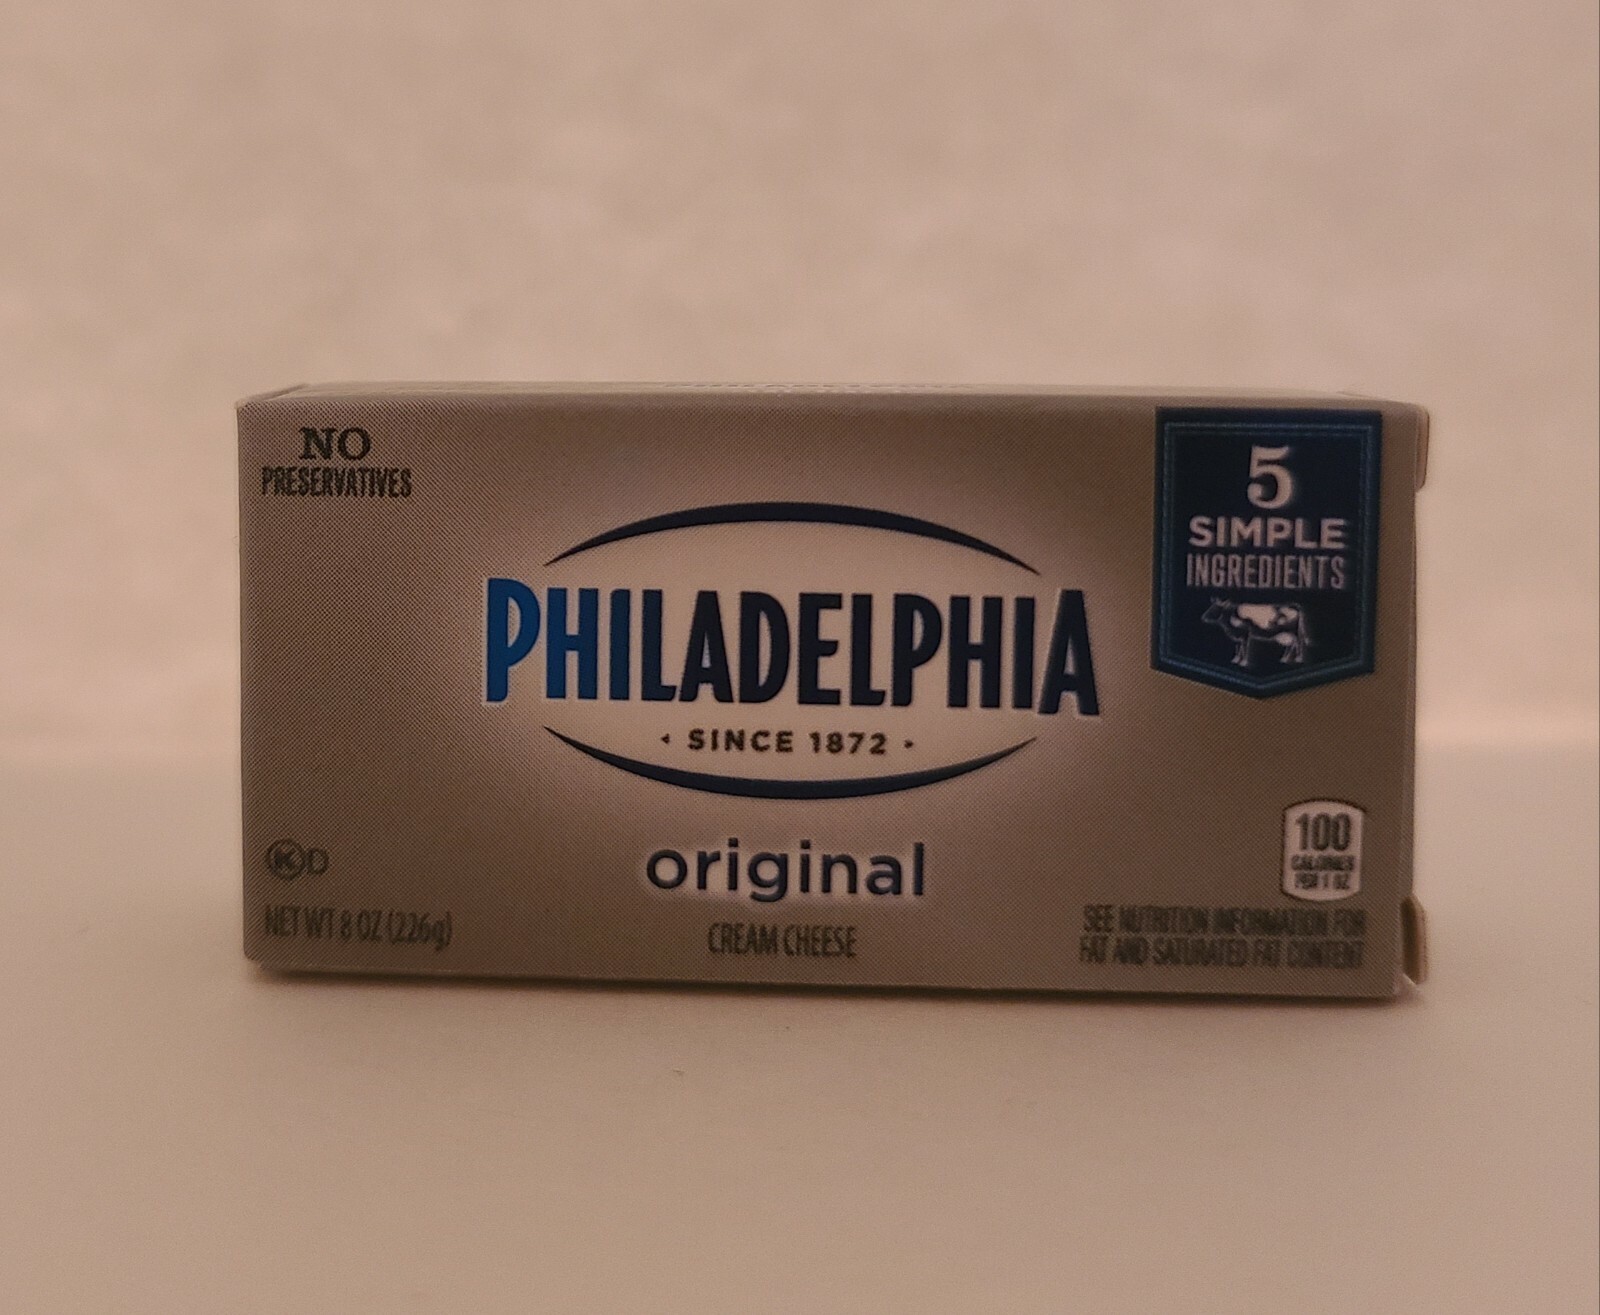 NO
PRESERVATIVES
5
SIMPLE
INGREDIENTS
PHILADELPHIA
• SINCE 1872 •
original
CREAM CHEESE
K D
NET WT 8 OZ (226g)
100
CALORIES
PER 1 OZ
SEE NUTRITION INFORMATION FOR
FAT AND SATURATED FAT CONTENT